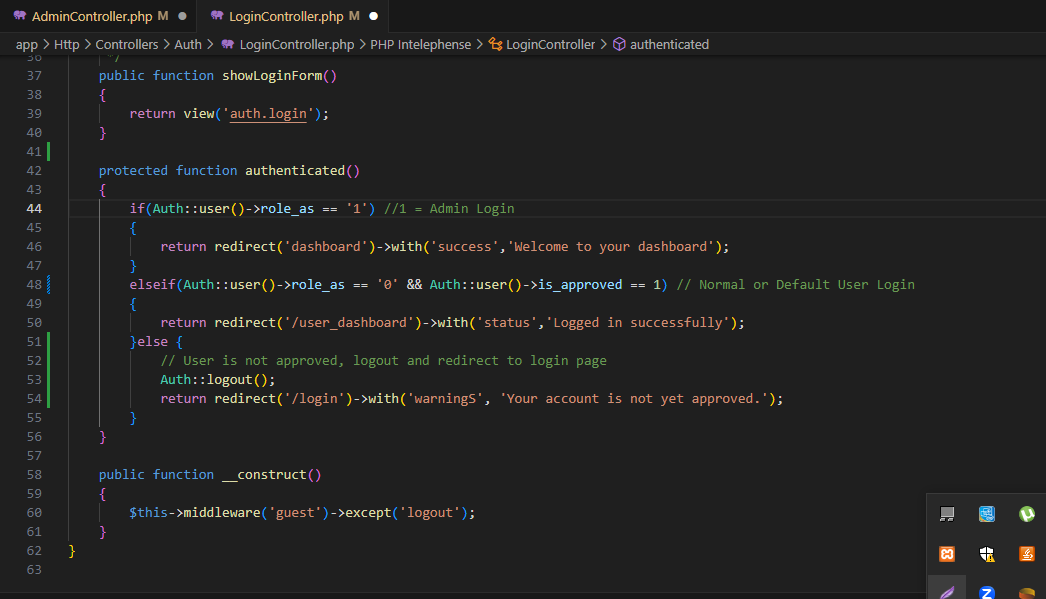 AdminController.php M
LoginController.php M
app > Http > Controllers > Auth > LoginController.php > PHP Intelephense > LoginController > authenticated
36 */
37 public function showLoginForm()
38 {
39 return view('auth.login');
40 }
41
42 protected function authenticated()
43 {
44 if(Auth::user()->role_as == '1') //1 = Admin Login
45 {
46 return redirect('dashboard')->with('success','Welcome to your dashboard');
47 }
48 elseif(Auth::user()->role_as == '0' && Auth::user()->is_approved == 1) // Normal or Default User Login
49 {
50 return redirect('/user_dashboard')->with('status','Logged in successfully');
51 }else {
52 // User is not approved, logout and redirect to login page
53 Auth::logout();
54 return redirect('/login')->with('warningS', 'Your account is not yet approved.');
55 }
56 }
57
58 public function __construct()
59 {
60 $this->middleware('guest')->except('logout');
61 }
62 }
63